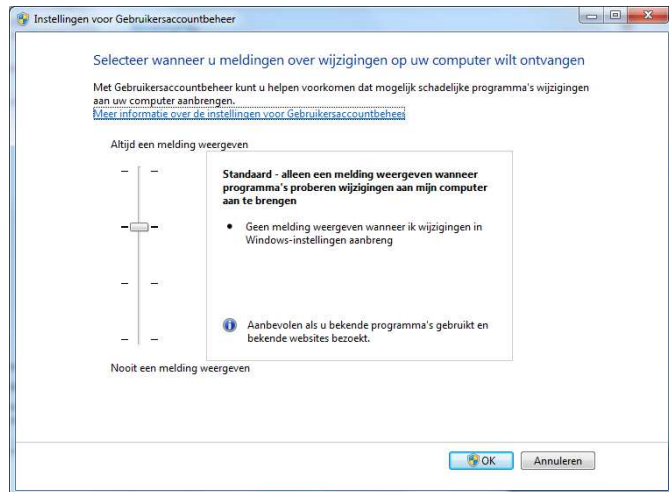 Instellingen voor Gebruikersaccountbeheer
Selecteer wanneer u meldingen over wijzigingen op uw computer wilt ontvangen
Met Gebruikersaccountbeheer kunt u helpen voorkomen dat mogelijk schadelijke programma's wijzigingen
aan uw computer aanbrengen.
Meer informatie over de instellingen voor Gebruikersaccountbeheer
Altijd een melding weergeven
Standaard - alleen een melding weergeven wanneer
programma's proberen wijzigingen aan mijn computer
aan te brengen
• Geen melding weergeven wanneer ik wijzigingen in
Windows-instellingen aanbreng
Aanbevolen als u bekende programma's gebruikt en
bekende websites bezoekt.
Nooit een melding weergeven
OK
Annuleren